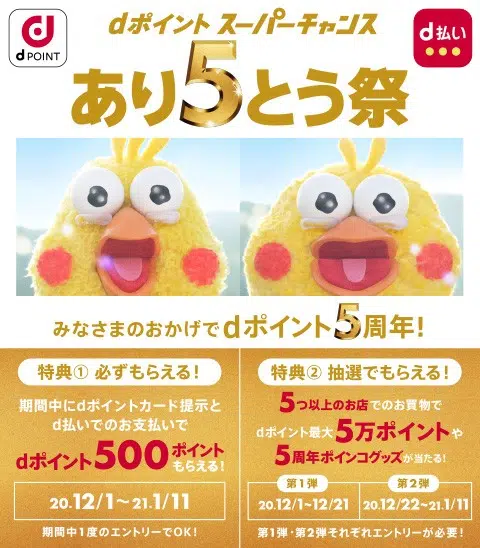 d POINT
dポイント スーパーチャンス
d払い
あり5とう祭
みなさまのおかげでdポイント5周年!
特典① 必ずもらえる!
期間中にdポイントカード提示と
d払いでのお支払いで
dポイント500ポイント
もらえる!
20.12/1〜21.1/11
期間中1度のエントリーでOK!
特典② 抽選でもらえる!
5つ以上のお店でのお買物で
dポイント最大5万ポイントや
5周年ポインコグッズが当たる!
第1弾
20.12/1〜12/21
第2弾
20.12/22〜21.1/11
第1弾・第2弾それぞれエントリーが必要!